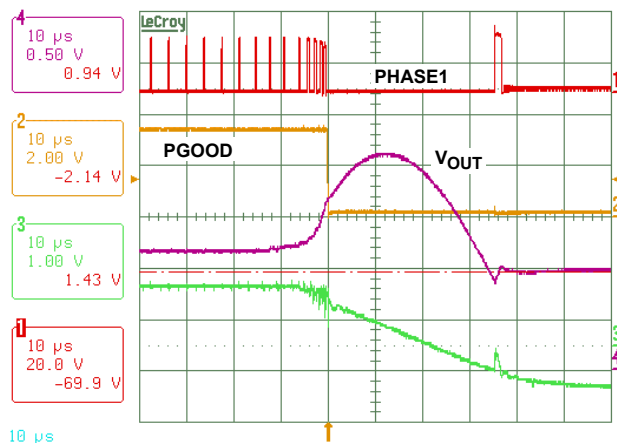 4
10 µs
0.50 V
0.94 V
2
10 µs
2.00 V
-2.14 V
3
10 µs
1.00 V
1.43 V
1
10 µs
20.0 V
-69.9 V
10 µs
LeCroy
PHASE1
PGOOD
VOUT
1
2
3
4